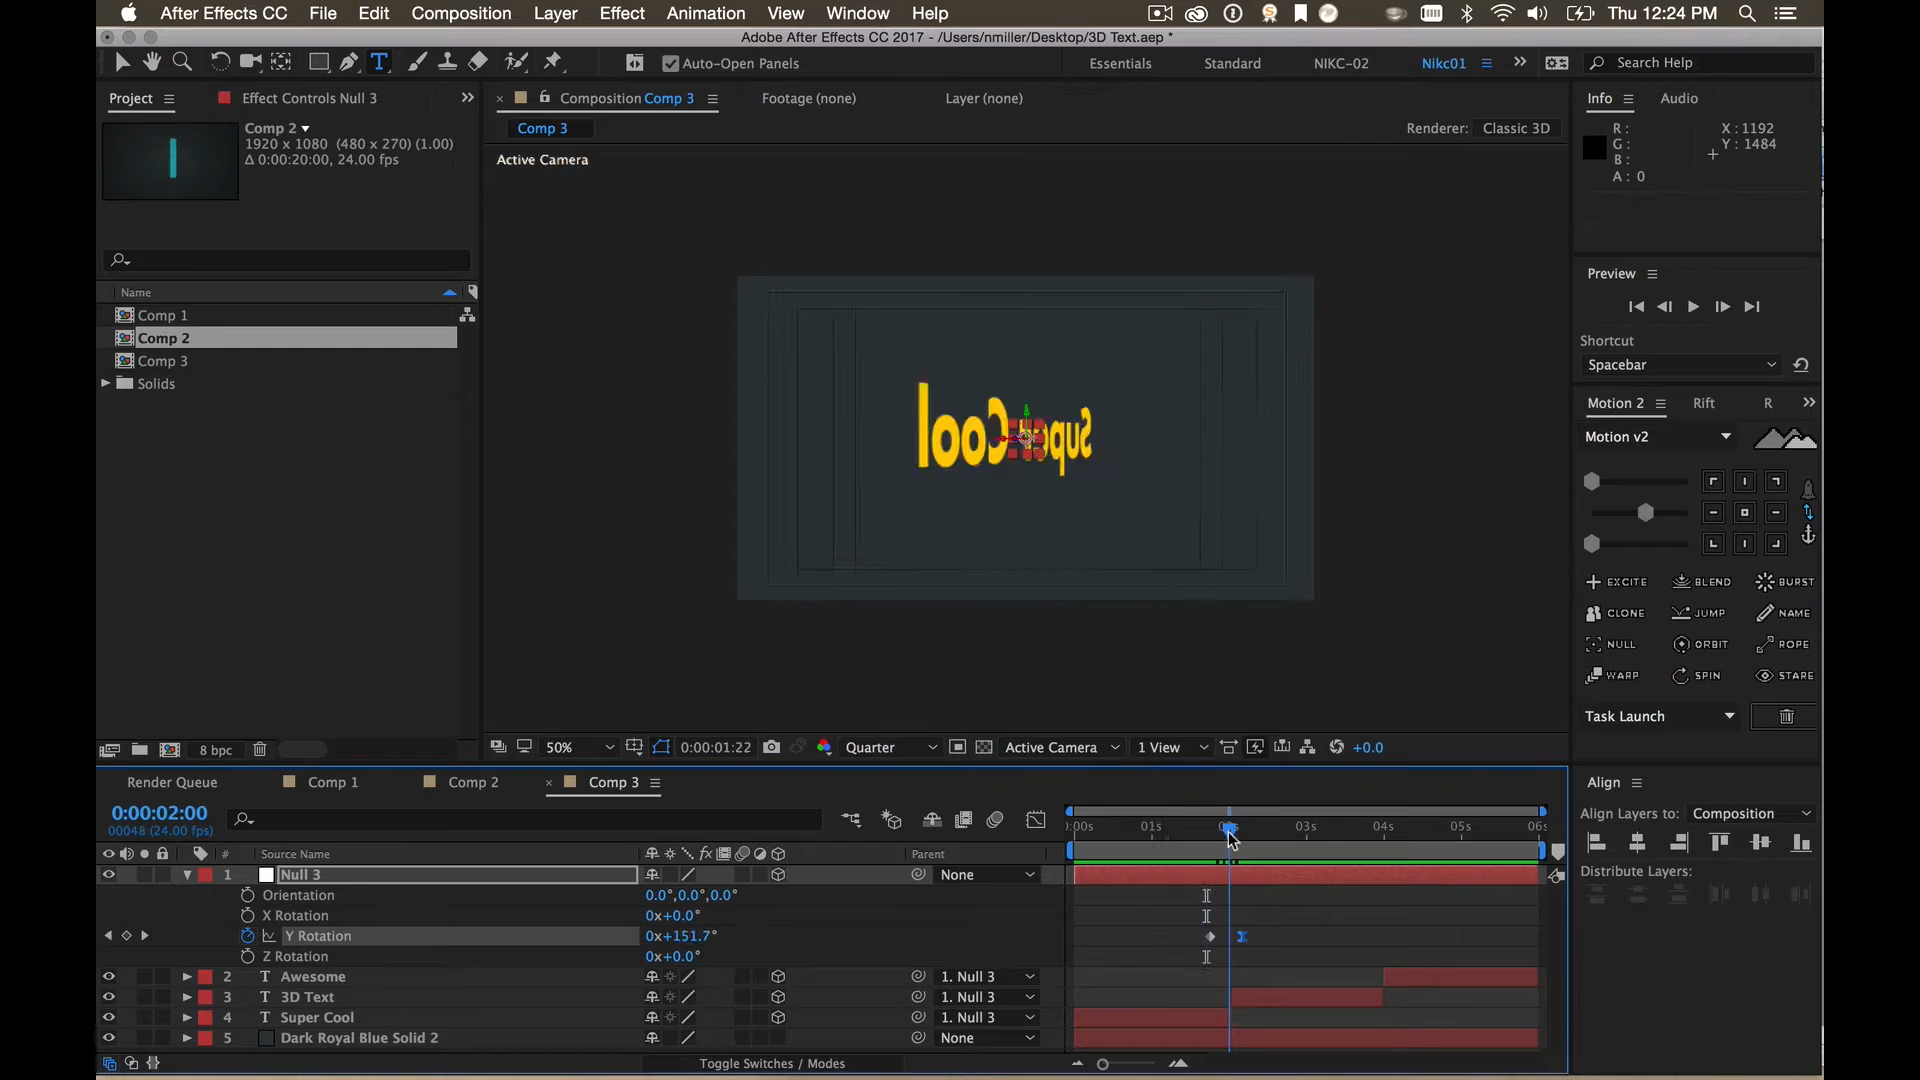 After Effects CC File Edit Composition Layer Effect Animation View Window Help Thu 12:24 PM
Adobe After Effects CC 2017 - /Users/nmiller/Desktop/3D Text.aep *
Auto-Open Panels Essentials Standard NIKC-02 Nikc01 Search Help
Project Effect Controls Null 3 Composition Comp 3 Footage (none) Layer (none) Info Audio
Comp 2
1920 x 1080 (480 x 270) (1.00)
Δ 0:00:20:00, 24.00 fps
Comp 3 Renderer: Classic 3D
Active Camera
R: X : 1192
G: Y : 1484
B:
A : 0
Super Cool
Name
Comp 1
Comp 2
Comp 3
Solids
Preview
Shortcut
Spacebar
Motion 2 Rift R
Motion v2
EXCITE BLEND BURST
CLONE JUMP NAME
NULL ORBIT ROPE
WARP SPIN STARE
Task Launch
8 bpc 50% 0:00:01:22 Quarter Active Camera 1 View +0.0
Render Queue Comp 1 Comp 2 Comp 3
0:00:02:00
00048 (24.00 fps)
:00s 01s 02s 03s 04s 05s 06s
# Source Name Parent
1 Null 3 None
Orientation 0.0°,0.0°,0.0°
X Rotation 0x+0.0°
Y Rotation 0x+151.7°
Z Rotation 0x+0.0°
2 T Awesome 1. Null 3
3 T 3D Text 1. Null 3
4 T Super Cool 1. Null 3
5 Dark Royal Blue Solid 2 None
Toggle Switches / Modes
Align
Align Layers to: Composition
Distribute Layers: